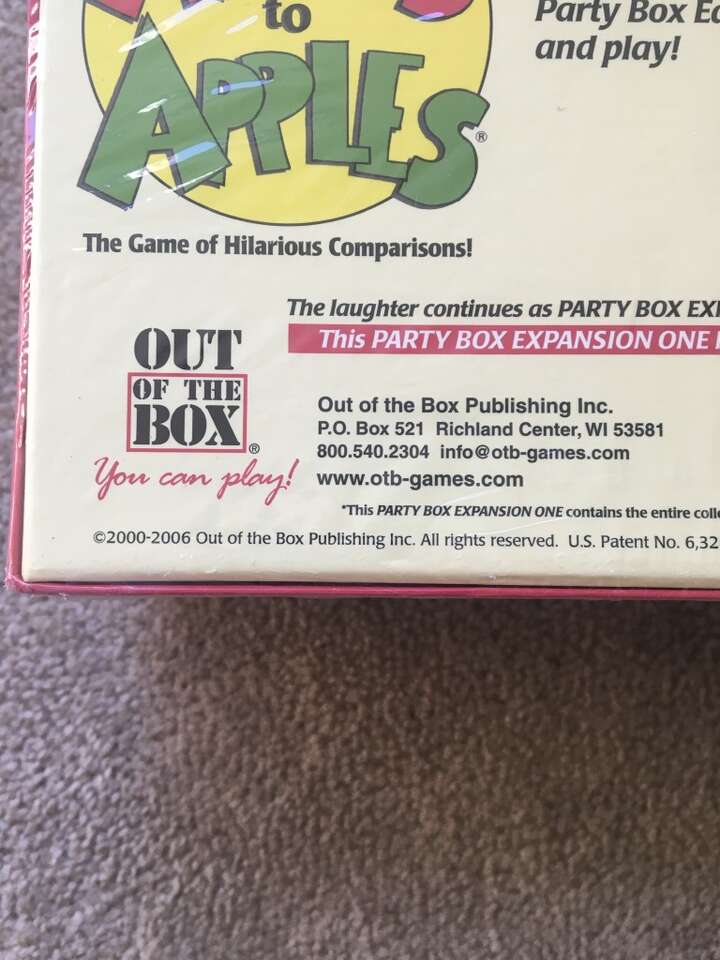 to
Party Box
and play!
APPLES®
The Game of Hilarious Comparisons!
The laughter continues as PARTY BOX
This PARTY BOX EXPANSION ONE
OUT
OF THE
BOX®
You can play!
Out of the Box Publishing Inc.
P.O. Box 521 Richland Center, WI 53581
800.540.2304 info@otb-games.com
www.otb-games.com
*This PARTY BOX EXPANSION ONE contains the entire
©2000-2006 Out of the Box Publishing Inc. All rights reserved. U.S. Patent No. 6,32